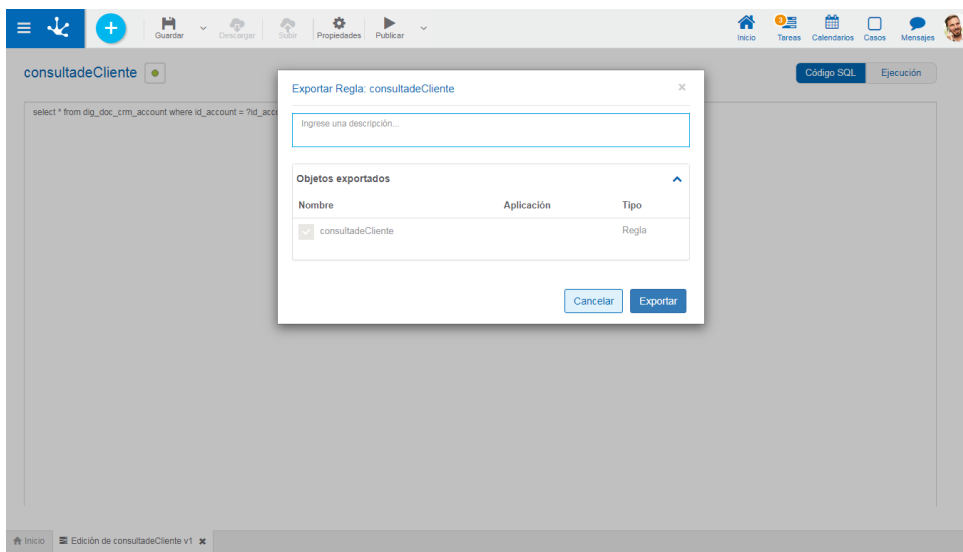 Guardar
Descargar
Subir
Propiedades
Publicar
Inicio
3
Tareas
Calendarios
Casos
Mensajes
consultadeCliente
Código SQL
Ejecución
select * from dig_doc_crm_account where id_account = ?id_acc
Exportar Regla: consultadeCliente
Ingrese una descripción...
Objetos exportados
Nombre Aplicación Tipo
consultadeCliente Regla
Cancelar Exportar
Inicio Edición de consultadeCliente v1